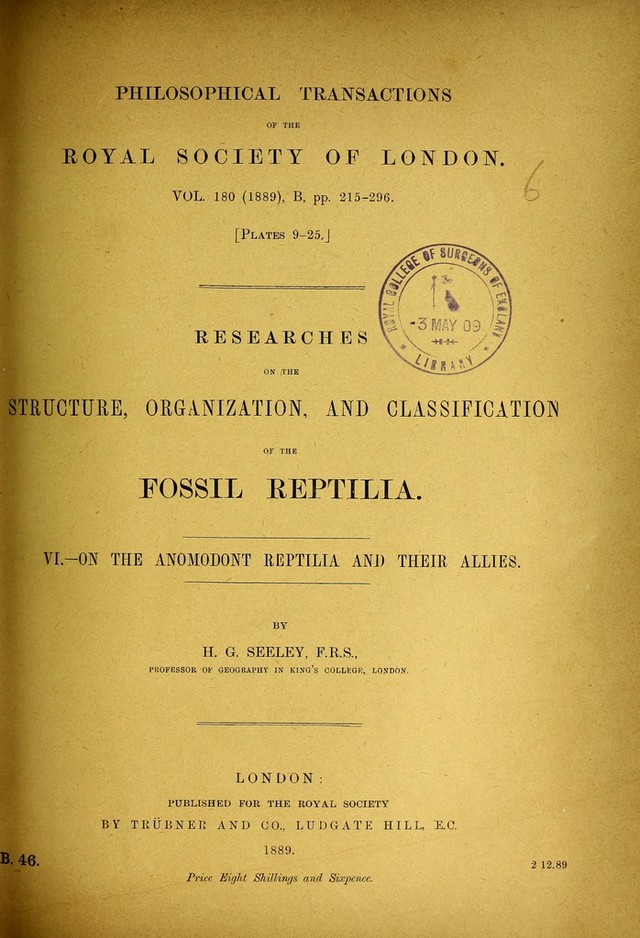 PHILOSOPHICAL TRANSACTIONS
OF THE
ROYAL SOCIETY OF LONDON.
VOL. 180 (1889), B, pp. 215–296.
[PLATES 9–25.]
6
ROYAL COLLEGE OF SURGEONS OF ENGLAND
-3 MAY 09
LIBRARY
RESEARCHES
ON THE
STRUCTURE, ORGANIZATION, AND CLASSIFICATION
OF THE
FOSSIL REPTILIA.
VI.—ON THE ANOMODONT REPTILIA AND THEIR ALLIES.
BY
H. G. SEELEY, F.R.S.,
PROFESSOR OF GEOGRAPHY IN KING'S COLLEGE, LONDON.
LONDON:
PUBLISHED FOR THE ROYAL SOCIETY
BY TRÜBNER AND CO., LUDGATE HILL, E.C.
1889.
B. 46.
2 12.89
Price Eight Shillings and Sixpence.